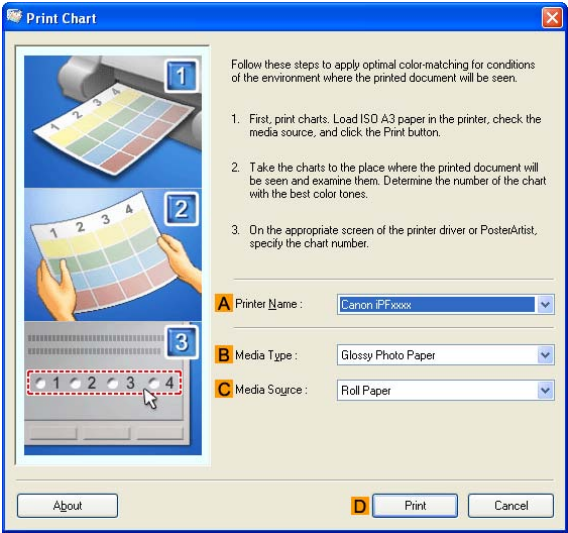 Print Chart
1
1 2 3 4
2
1 2 3 4
3
1 2 3 4
Follow these steps to apply optimal color-matching for conditions
of the environment where the printed document will be seen.
1. First, print charts. Load ISO A3 paper in the printer, check the
media source, and click the Print button.
2. Take the charts to the place where the printed document will
be seen and examine them. Determine the number of the chart
with the best color tones.
3. On the appropriate screen of the printer driver or PosterArtist,
specify the chart number.
A Printer Name : Canon iPFxxxx
B Media Type : Glossy Photo Paper
C Media Source : Roll Paper
About D Print Cancel